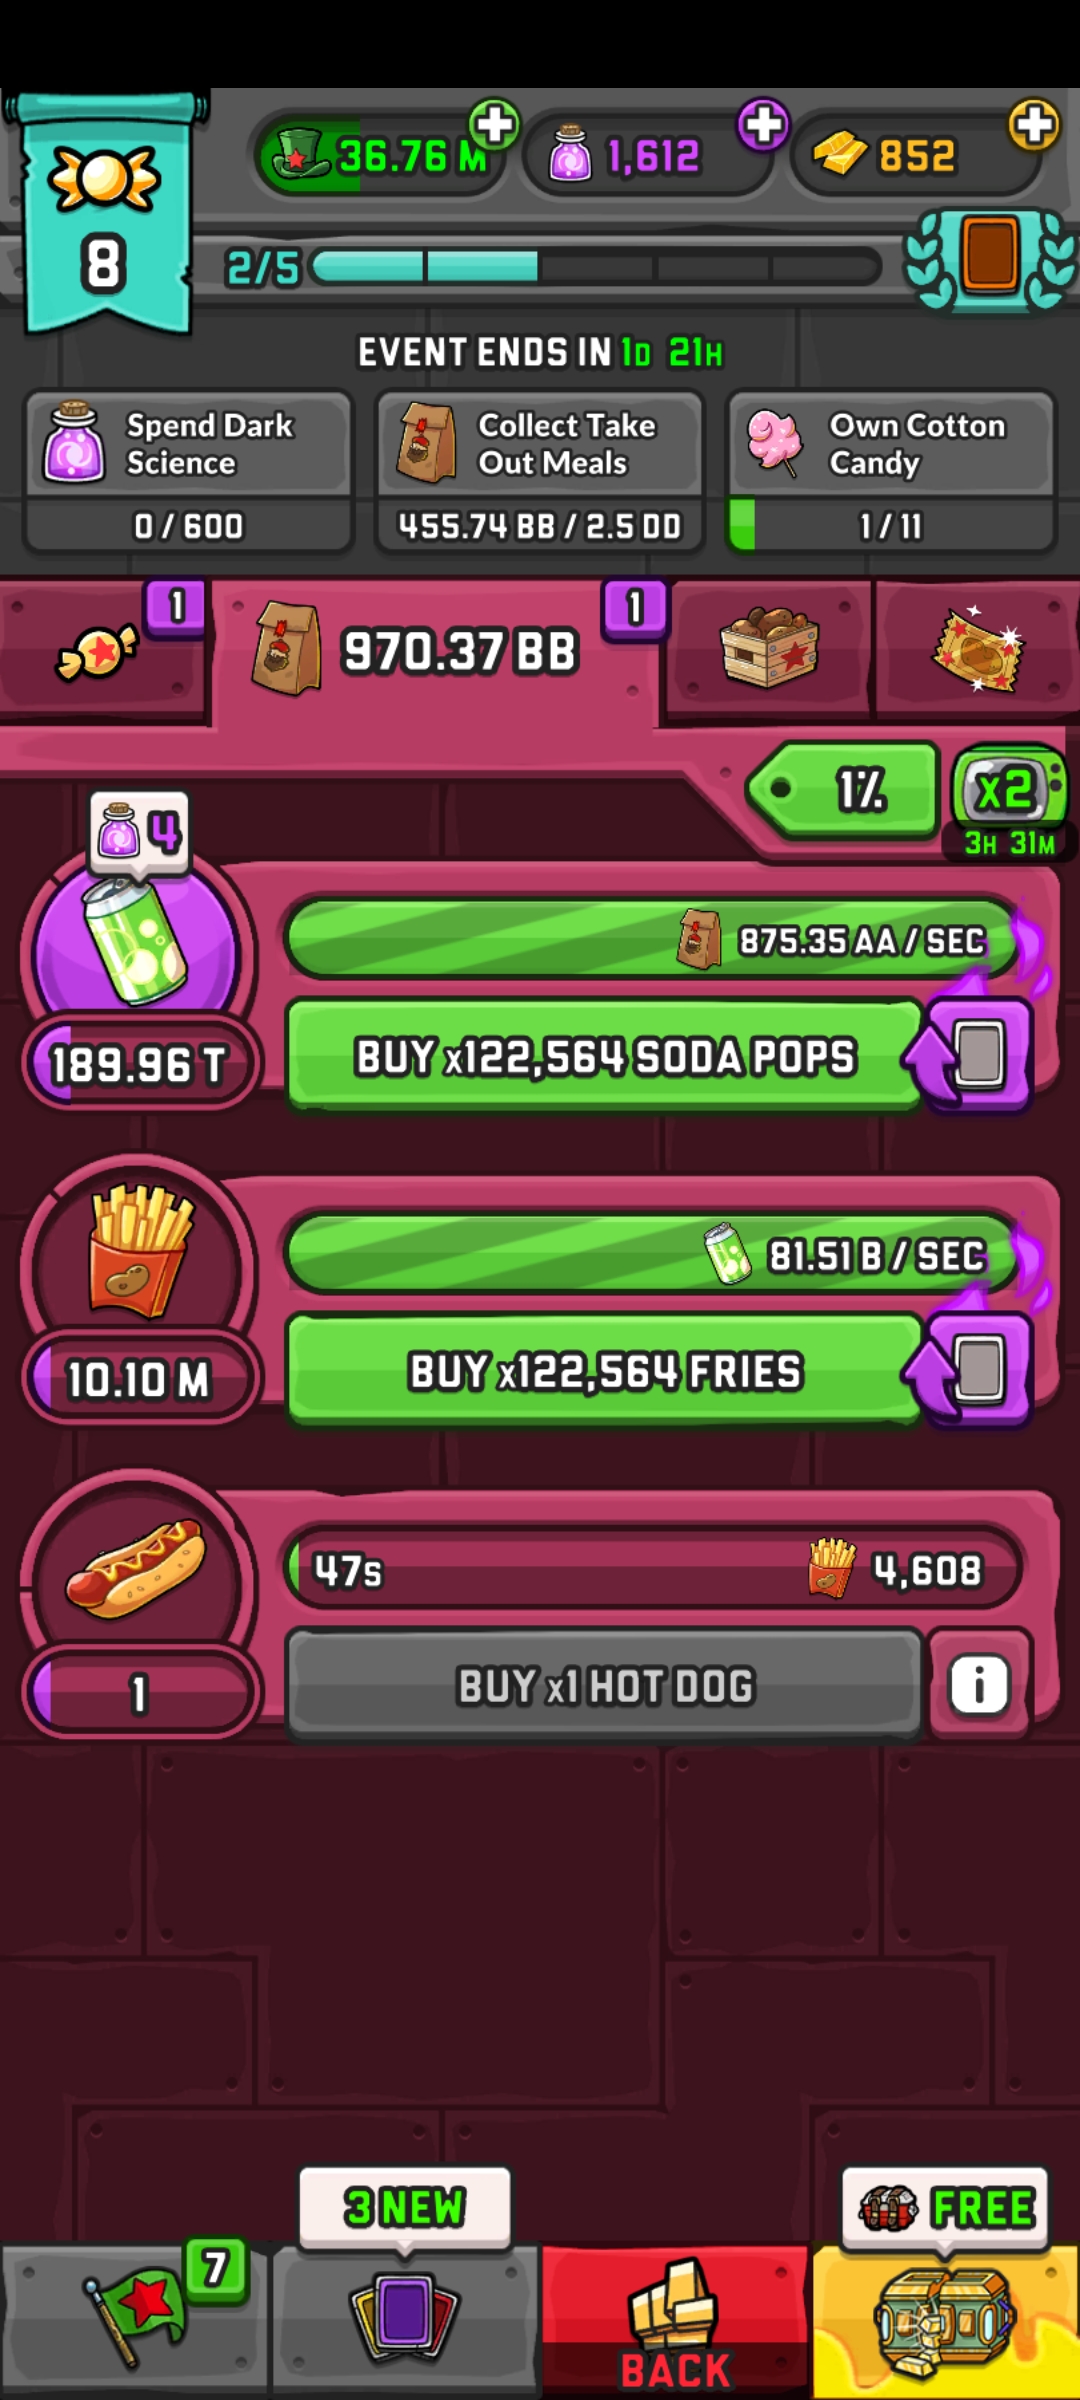 36.76 M
1,612
852
8
2/5
EVENT ENDS IN 1D 21H
Spend Dark
Science
0 / 600
Collect Take
Out Meals
455.74 BB / 2.5 DD
Own Cotton
Candy
1 / 11
1
970.37 BB
1
1%
x2
3H 31M
4
875.35 AA / SEC
189.96 T
BUY x122,564 SODA POPS
81.51 B / SEC
10.10 M
BUY x122,564 FRIES
47s
4,608
1
BUY x1 HOT DOG
i
3 NEW
FREE
7
BACK